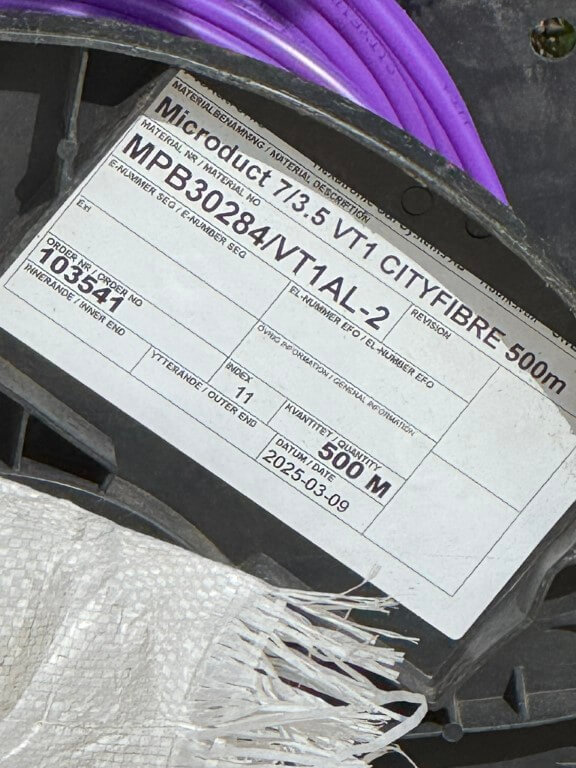 MATERIALBENÄMNING / MATERIAL DESCRIPTION
Microduct 7/3.5 VT1 CITYFIBRE 500m
MATERIAL NR / MATERIAL NO
MPB30284/VT1AL-2
REVISION
E-NUMMER SEG / E-NUMBER SEG
EL-NUMMER EFO / EL-NUMBER EFO
ÖVRIG INFORMATION / GENERAL INFORMATION
ORDER NR / ORDER NO
103541
INDEX
11
KVANTITET / QUANTITY
500 M
INNERÄNDE / INNER END
YTTERÄNDE / OUTER END
DATUM / DATE
2025-03-09